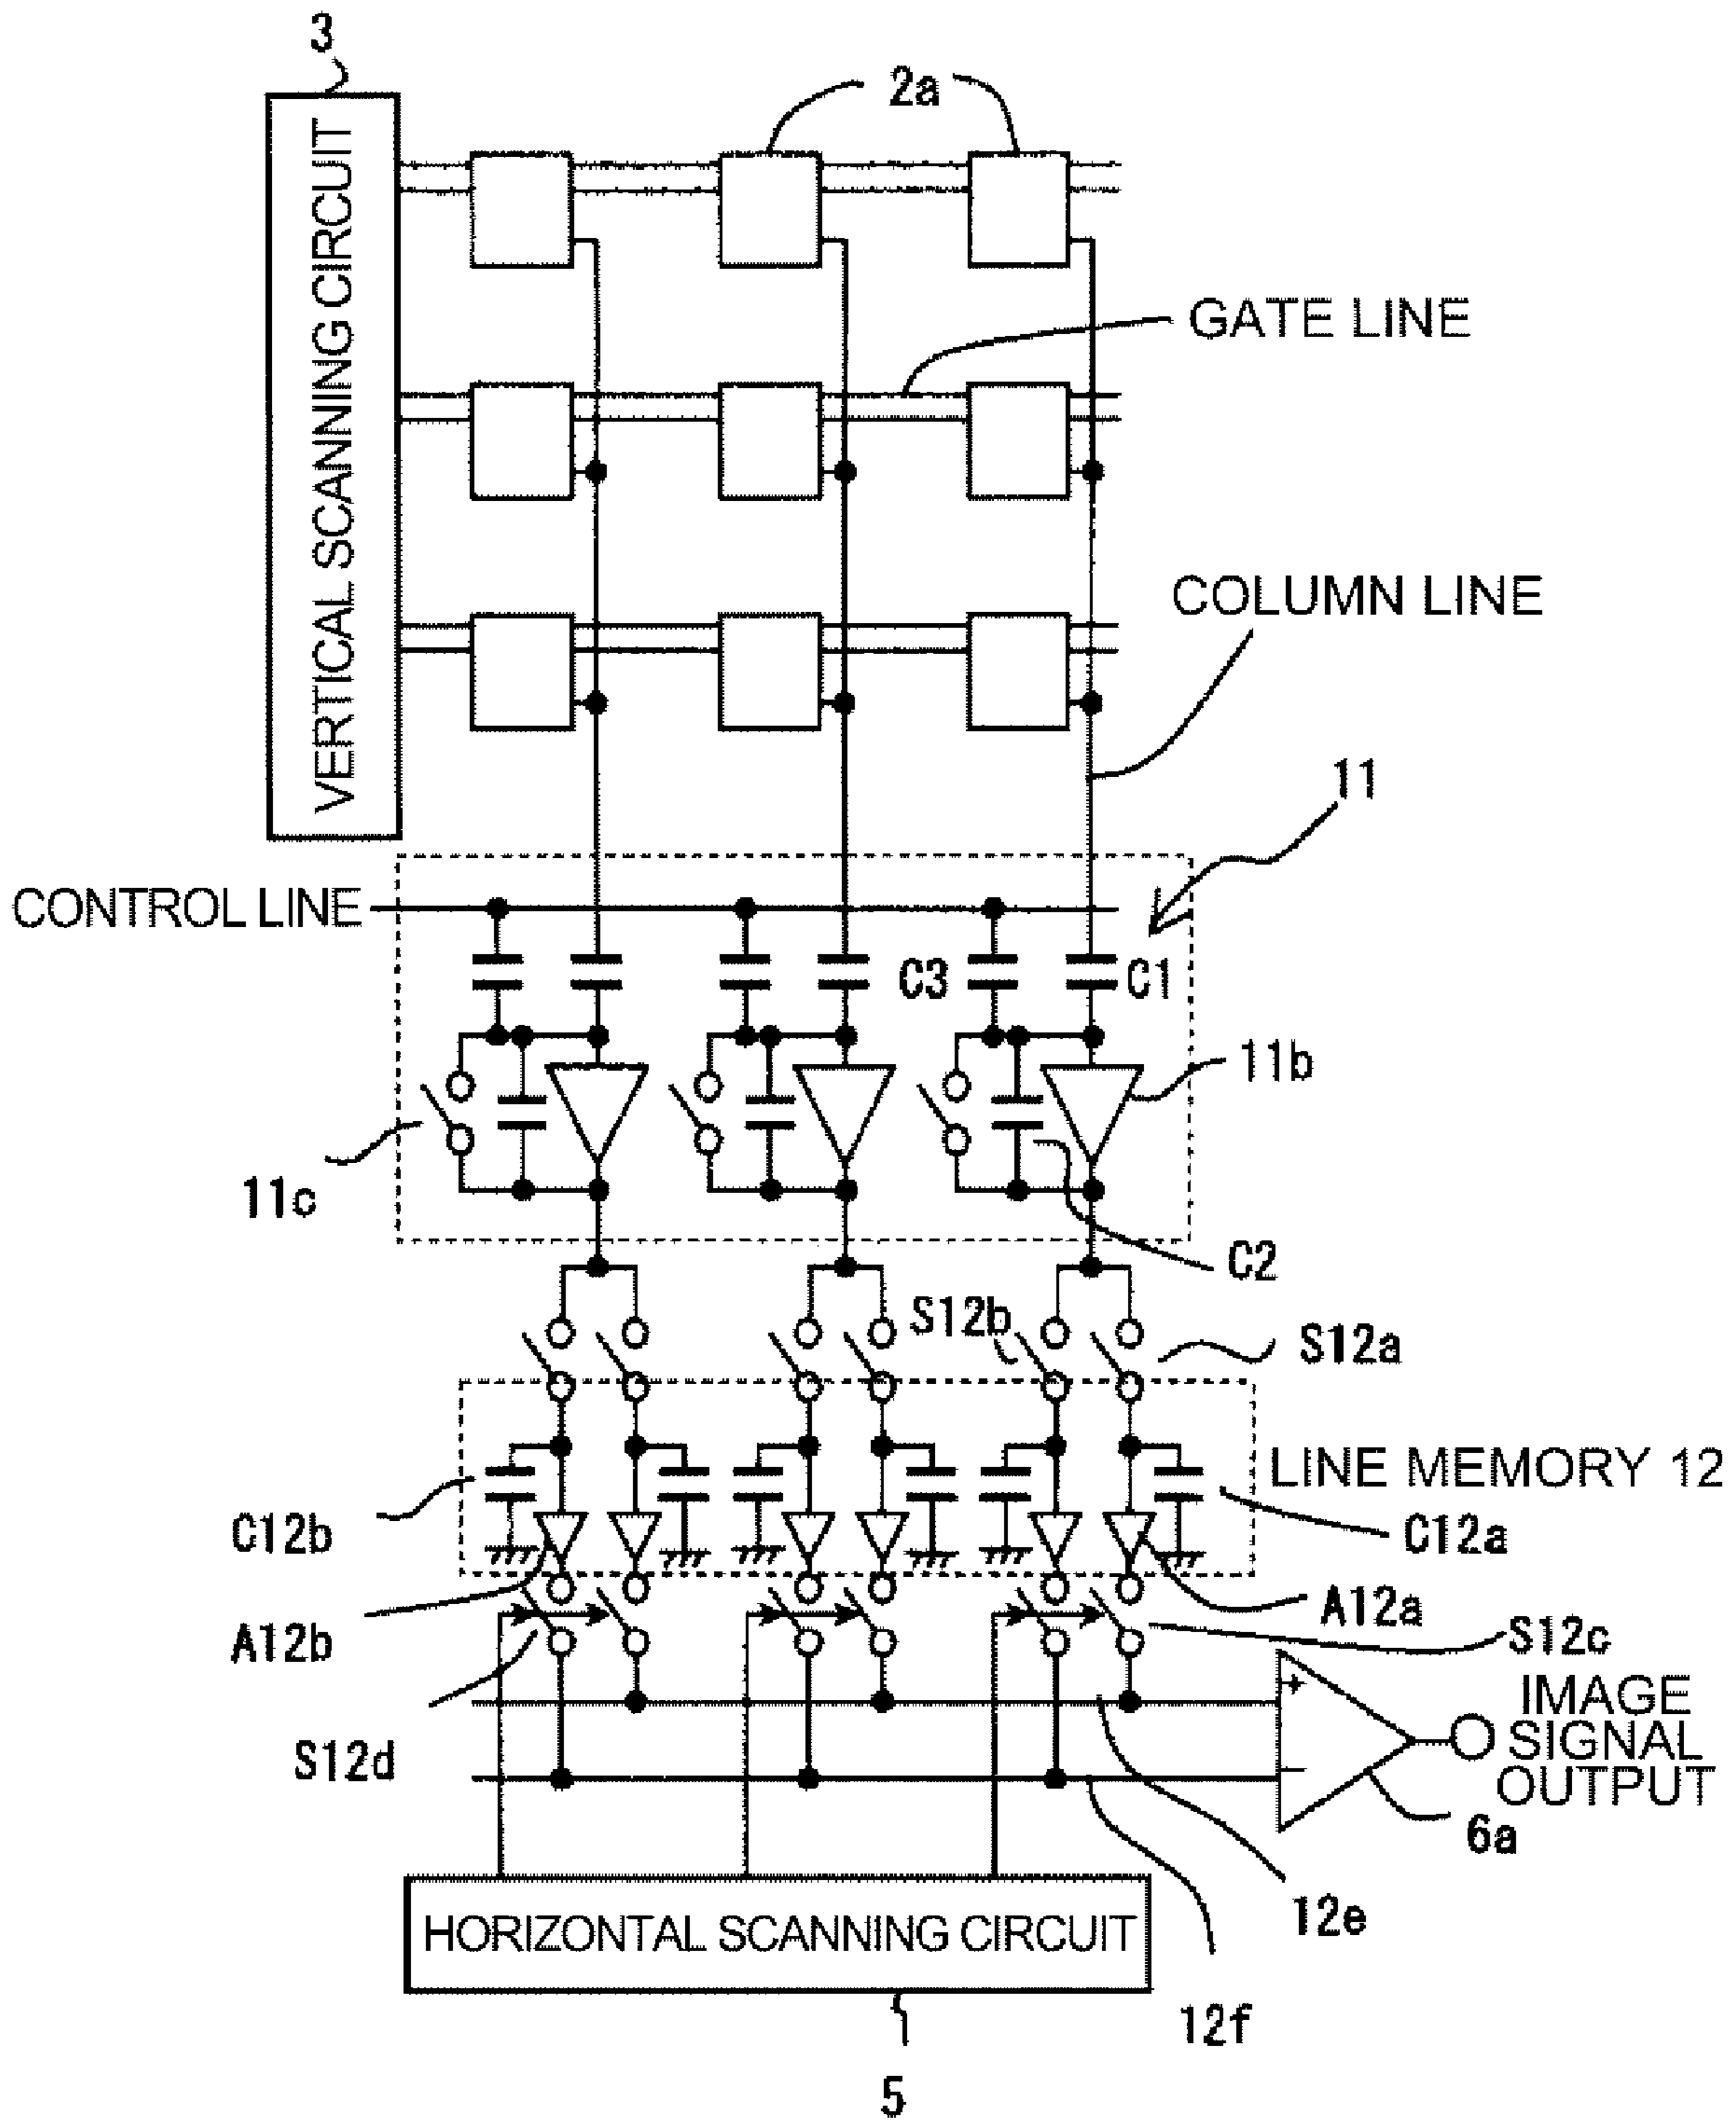 3
2a
VERTICAL SCANNING CIRCUIT
GATE LINE
COLUMN LINE
11
CONTROL LINE
C3
C1
11b
11c
C2
S12b
S12a
LINE MEMORY 12
C12b
C12a
A12b
A12a
S12c
S12d
+
−
IMAGE
SIGNAL
OUTPUT
6a
12e
HORIZONTAL SCANNING CIRCUIT
12f
5